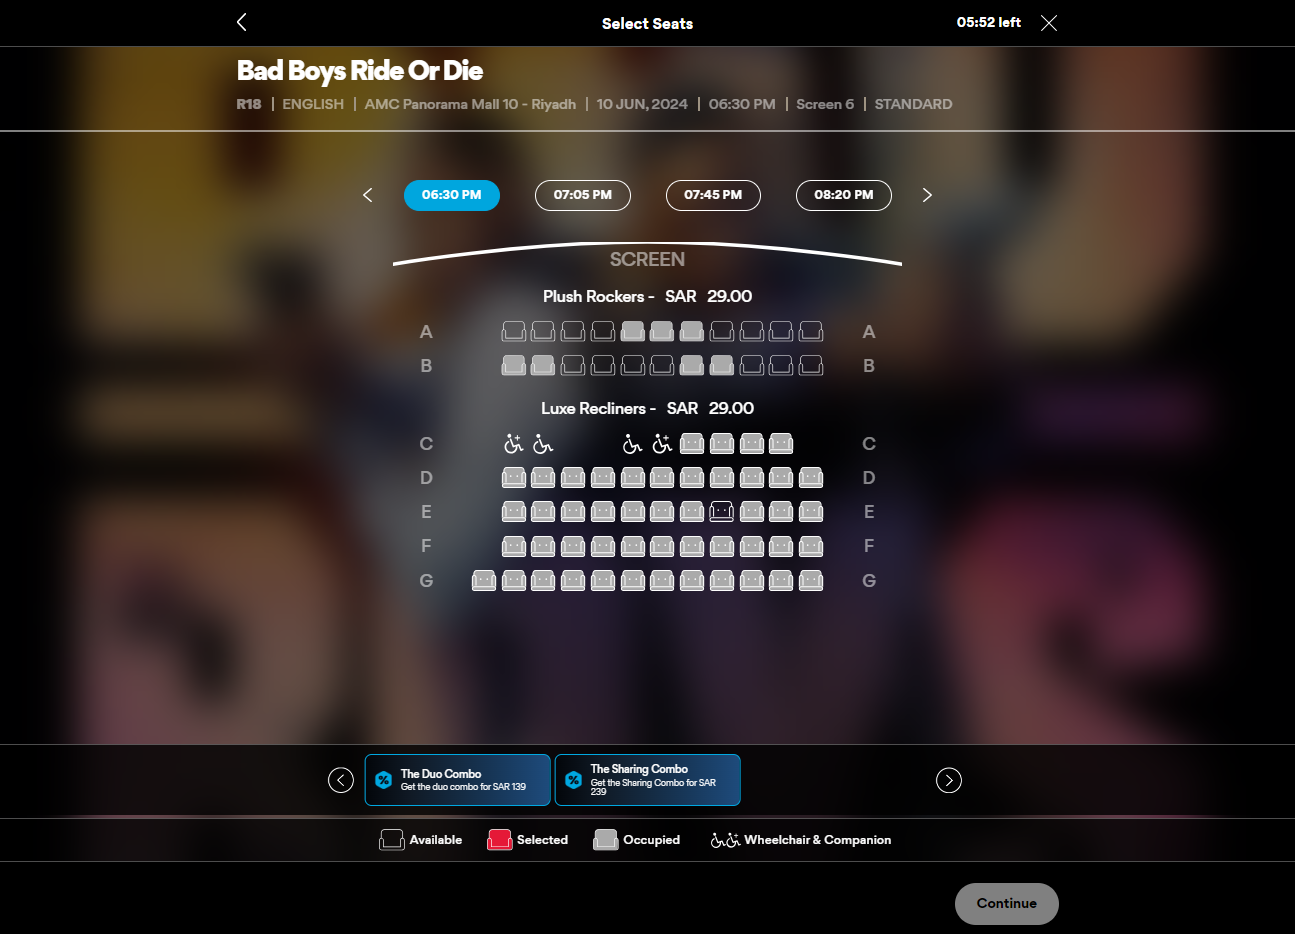 Select Seats
05:52 left
Bad Boys Ride Or Die
R18 | ENGLISH | AMC Panorama Mall 10 - Riyadh | 10 JUN, 2024 | 06:30 PM | Screen 6 | STANDARD
06:30 PM 07:05 PM 07:45 PM 08:20 PM
SCREEN
Plush Rockers - SAR 29.00
A A
B B
Luxe Recliners - SAR 29.00
C C
D D
E E
F F
G G
The Duo Combo
Get the duo combo for SAR 139
The Sharing Combo
Get the Sharing Combo for SAR
239
Available Selected Occupied Wheelchair & Companion
Continue